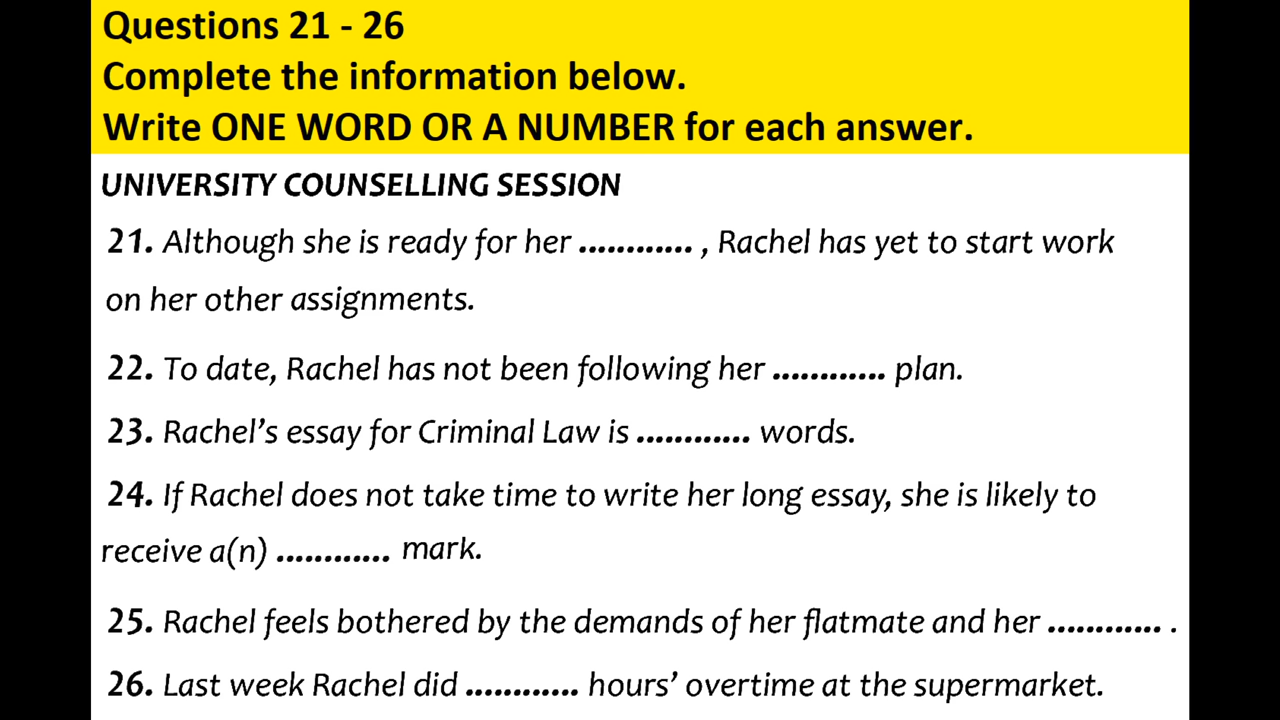 Questions 21 - 26
Complete the information below.
Write ONE WORD OR A NUMBER for each answer.
UNIVERSITY COUNSELLING SESSION
21. Although she is ready for her ............ , Rachel has yet to start work
on her other assignments.
22. To date, Rachel has not been following her ............ plan.
23. Rachel’s essay for Criminal Law is ............ words.
24. If Rachel does not take time to write her long essay, she is likely to
receive a(n) ............ mark.
25. Rachel feels bothered by the demands of her flatmate and her ............ .
26. Last week Rachel did ............ hours’ overtime at the supermarket.